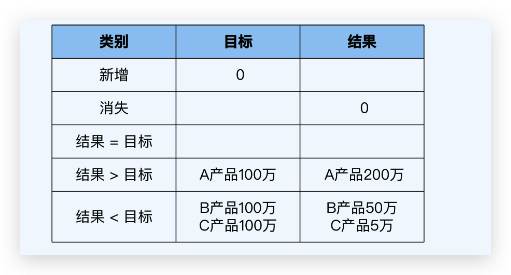 类别 目标 结果
新增 0
消失 0
结果 = 目标
结果 > 目标 A产品100万 A产品200万
结果 < 目标 B产品100万 B产品50万
C产品100万 C产品5万